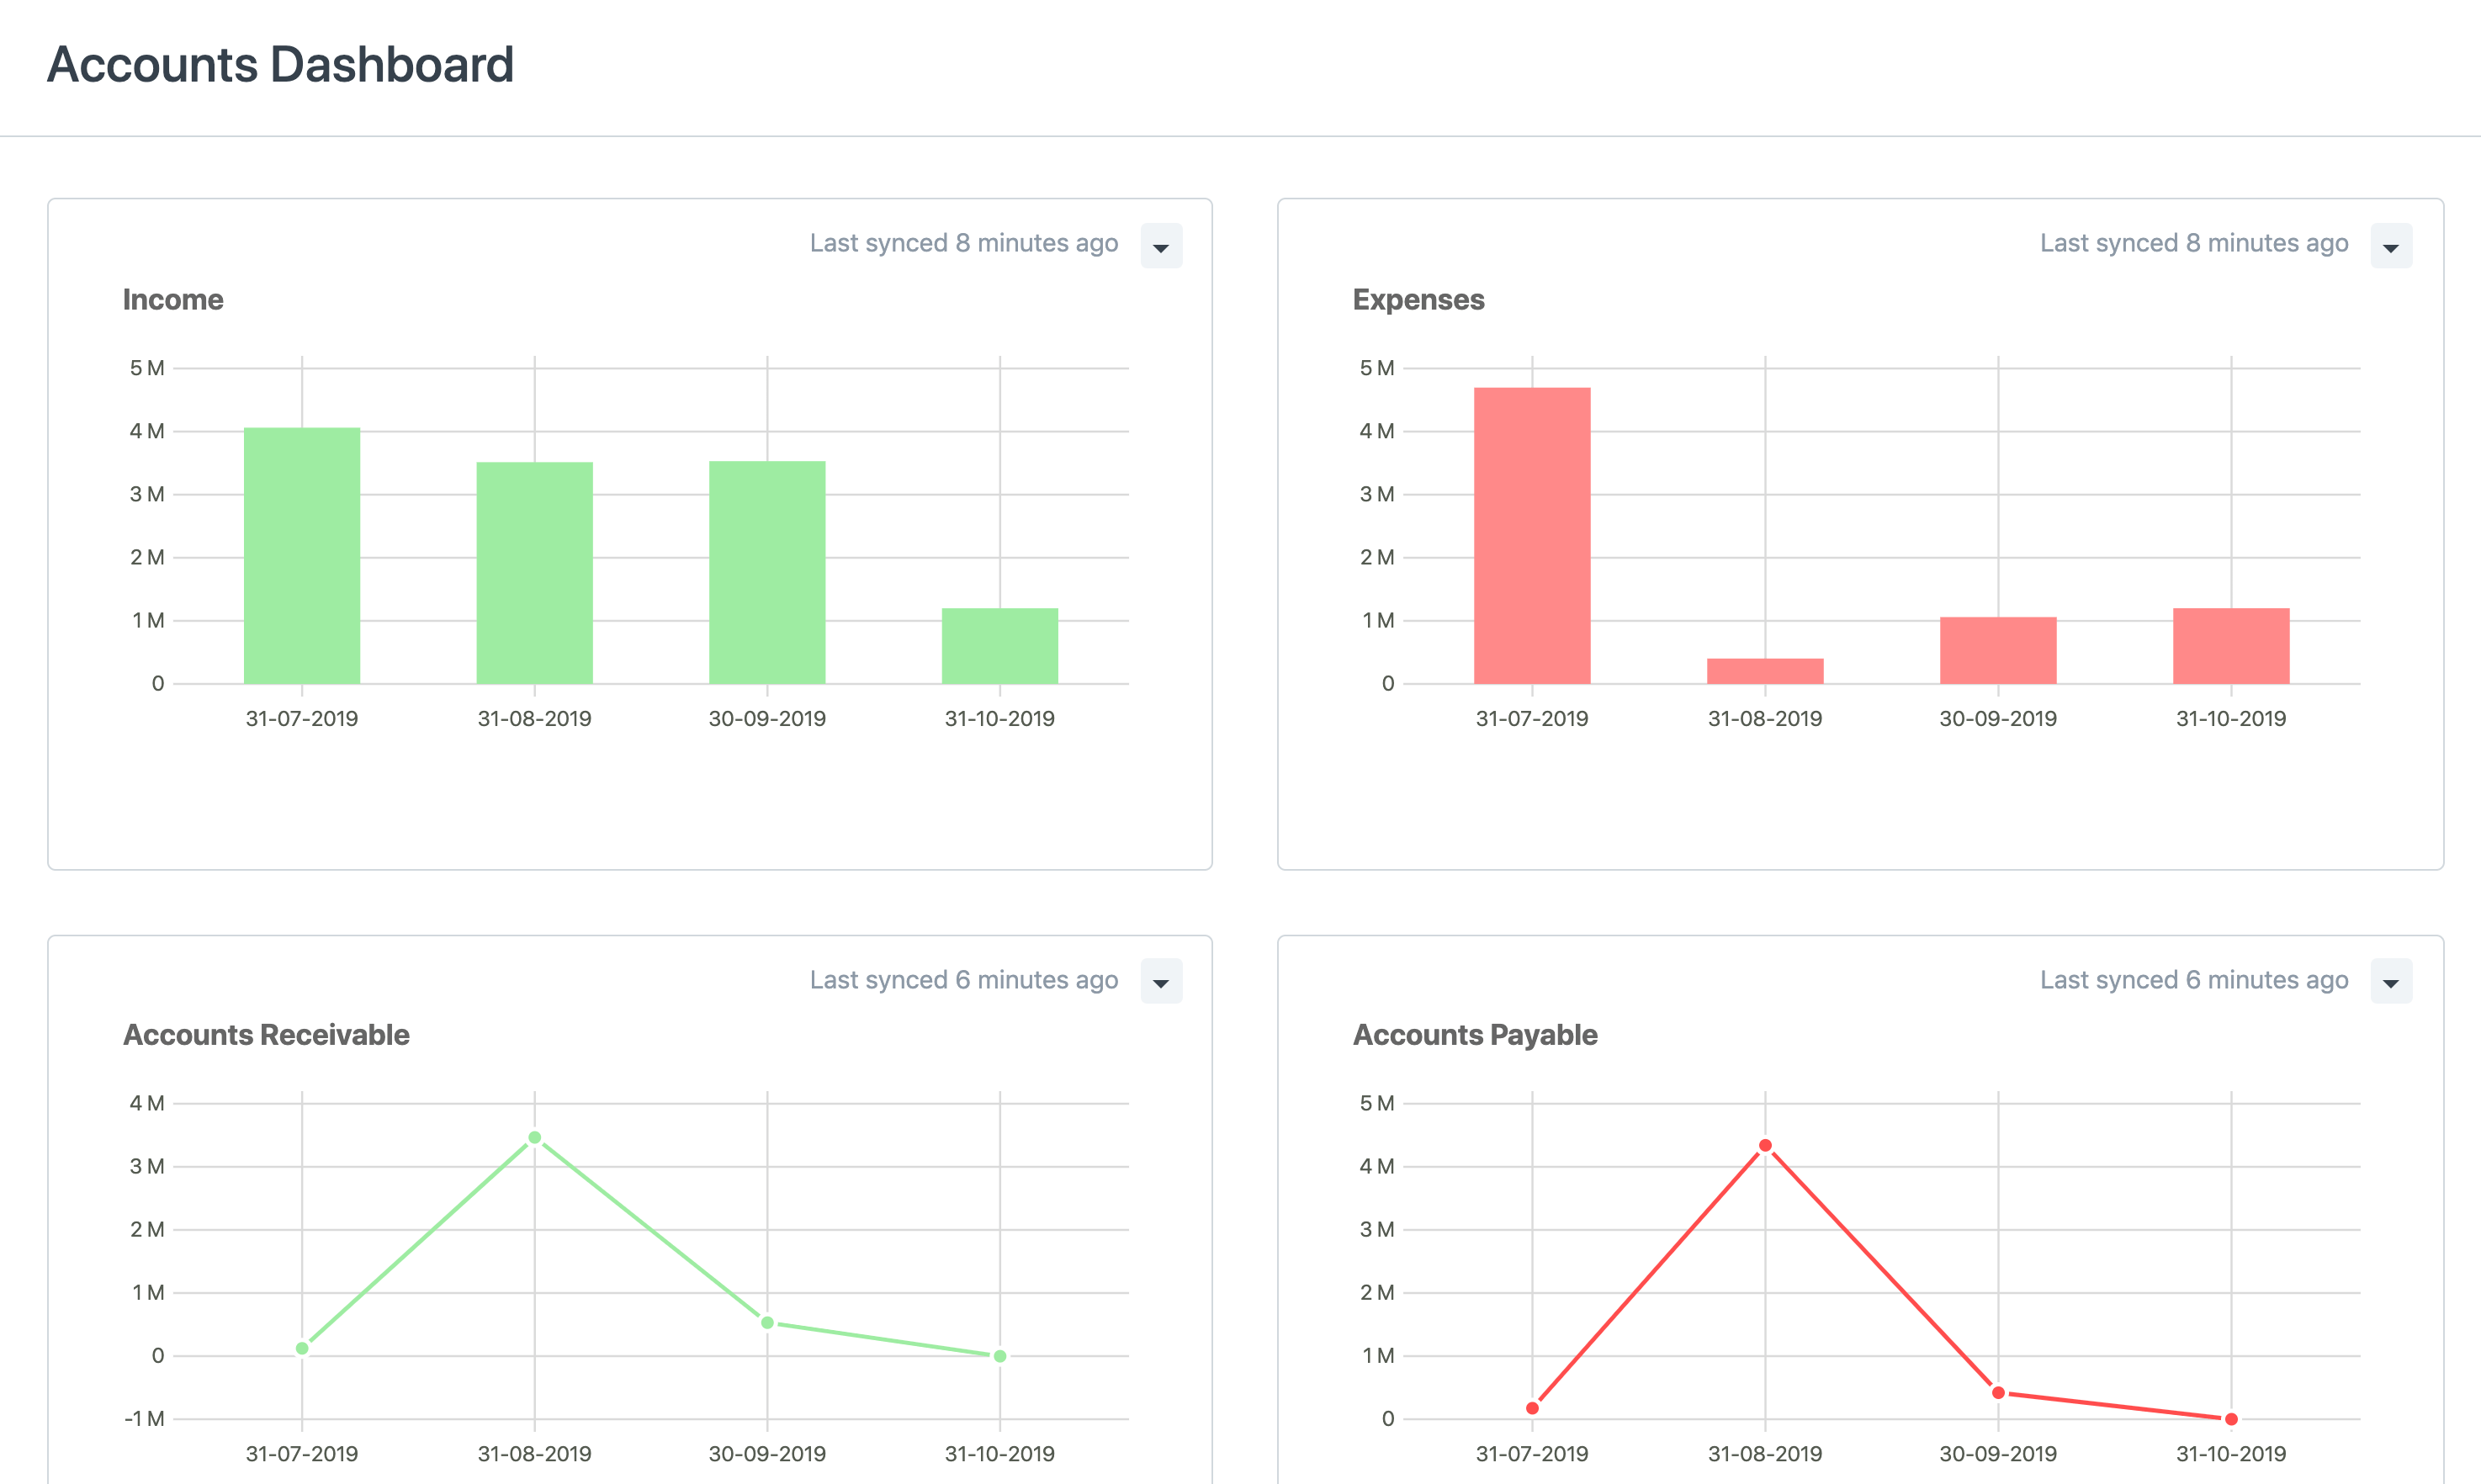 Accounts Dashboard
Last synced 8 minutes ago
Income
5 M
4 M
3 M
2 M
1 M
0
31-07-2019 31-08-2019 30-09-2019 31-10-2019
Last synced 8 minutes ago
Expenses
5 M
4 M
3 M
2 M
1 M
0
31-07-2019 31-08-2019 30-09-2019 31-10-2019
Last synced 6 minutes ago
Accounts Receivable
4 M
3 M
2 M
1 M
0
-1 M
31-07-2019 31-08-2019 30-09-2019 31-10-2019
Last synced 6 minutes ago
Accounts Payable
5 M
4 M
3 M
2 M
1 M
0
31-07-2019 31-08-2019 30-09-2019 31-10-2019